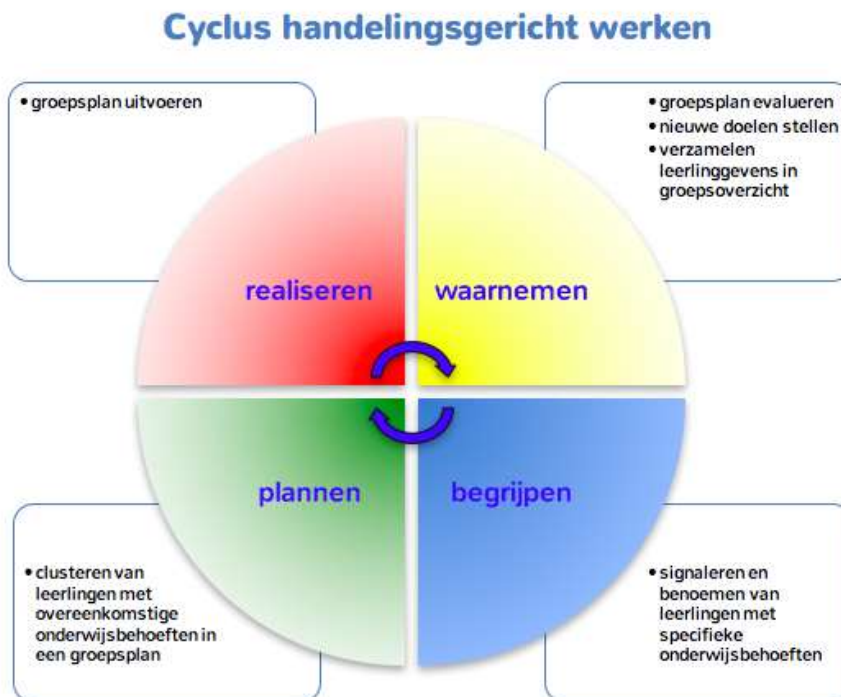 Cyclus handelingsgericht werken
• groepsplan uitvoeren
• groepsplan evalueren
• nieuwe doelen stellen
• verzamelen
leerlinggevens in
groepsoverzicht
realiseren
waarnemen
plannen
begrijpen
• clusteren van
leerlingen met
overeenkomstige
onderwijsbehoeften in
een groepsplan
• signaleren en
benoemen van
leerlingen met
specifieke
onderwijsbehoeften